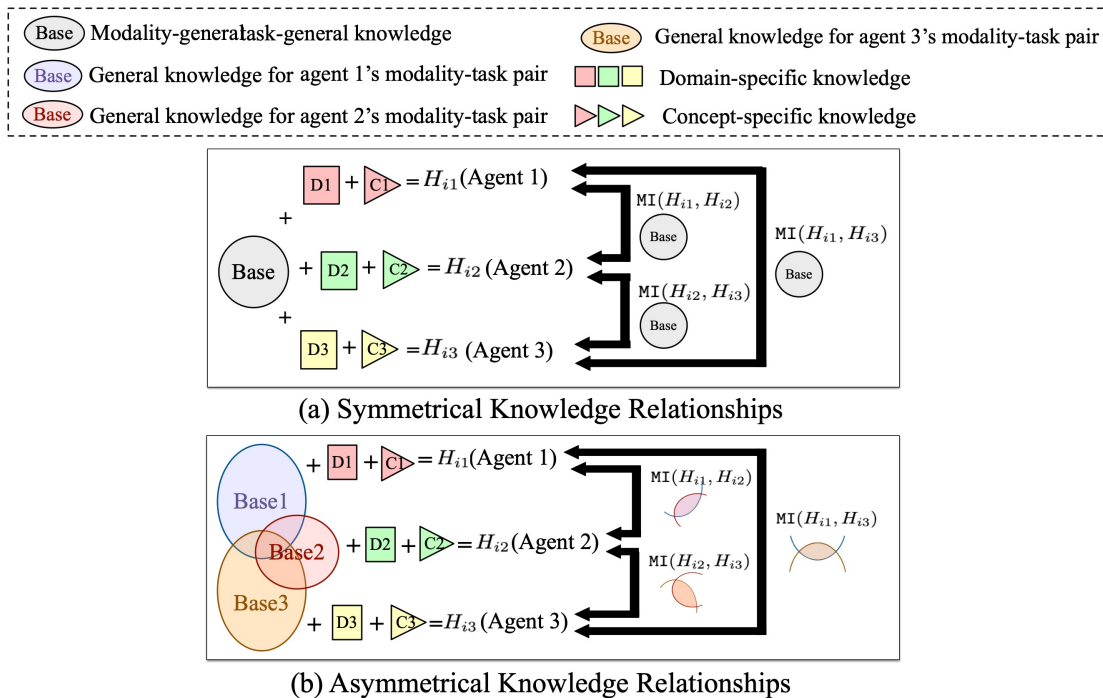 Base Modality-generaltask-general knowledge
Base General knowledge for agent 3's modality-task pair
Base General knowledge for agent 1's modality-task pair
Domain-specific knowledge
Base General knowledge for agent 2's modality-task pair
Concept-specific knowledge
D1 + C1 = H_{i1} (Agent 1)
MI(H_{i1}, H_{i2})
Base
MI(H_{i1}, H_{i3})
Base
+
Base + D2 + C2 = H_{i2} (Agent 2)
MI(H_{i2}, H_{i3})
Base
+
D3 + C3 = H_{i3} (Agent 3)
(a) Symmetrical Knowledge Relationships
Base1 + D1 + C1 = H_{i1} (Agent 1)
MI(H_{i1}, H_{i2})
MI(H_{i1}, H_{i3})
Base2 + D2 + C2 = H_{i2} (Agent 2)
MI(H_{i2}, H_{i3})
Base3 + D3 + C3 = H_{i3} (Agent 3)
(b) Asymmetrical Knowledge Relationships